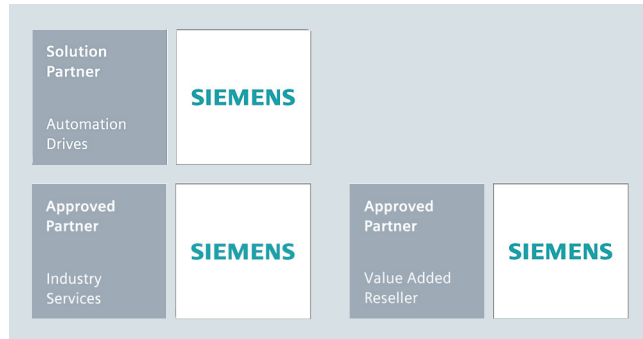 Solution
Partner
Automation
Drives
SIEMENS
Approved
Partner
Industry
Services
SIEMENS
Approved
Partner
Value Added
Reseller
SIEMENS